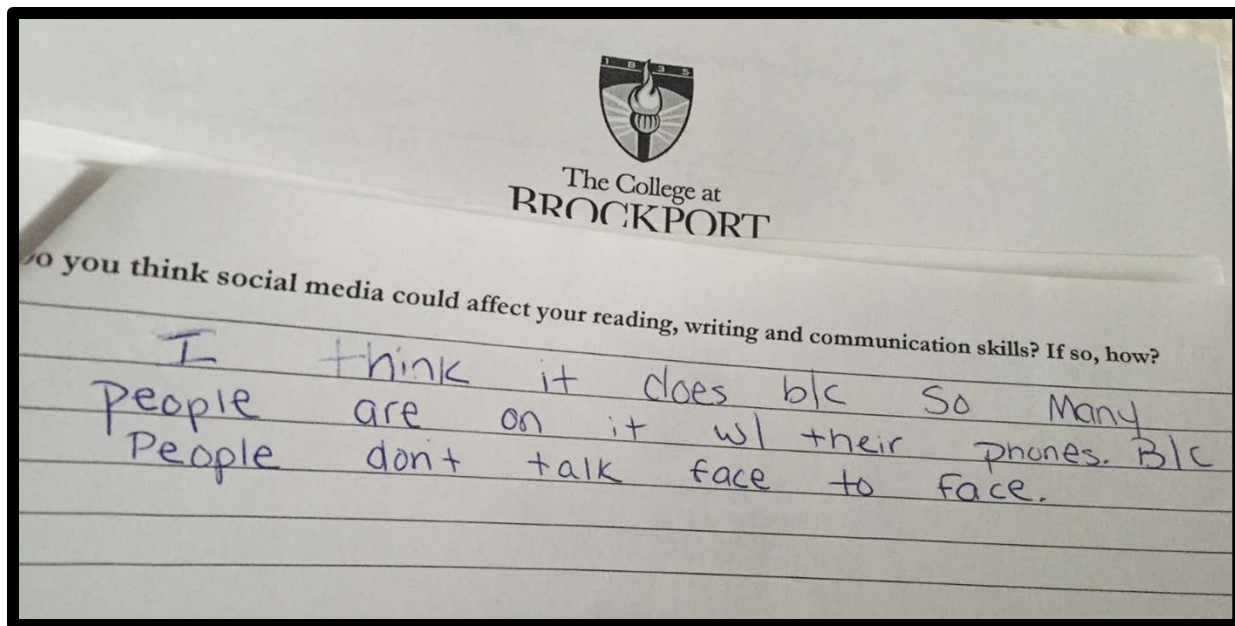 1835
The College at
BROCKPORT
Do you think social media could affect your reading, writing and communication skills? If so, how?
I think it does b/c so Many
people are on it w/ their phones. B/c
People don't talk face to face.